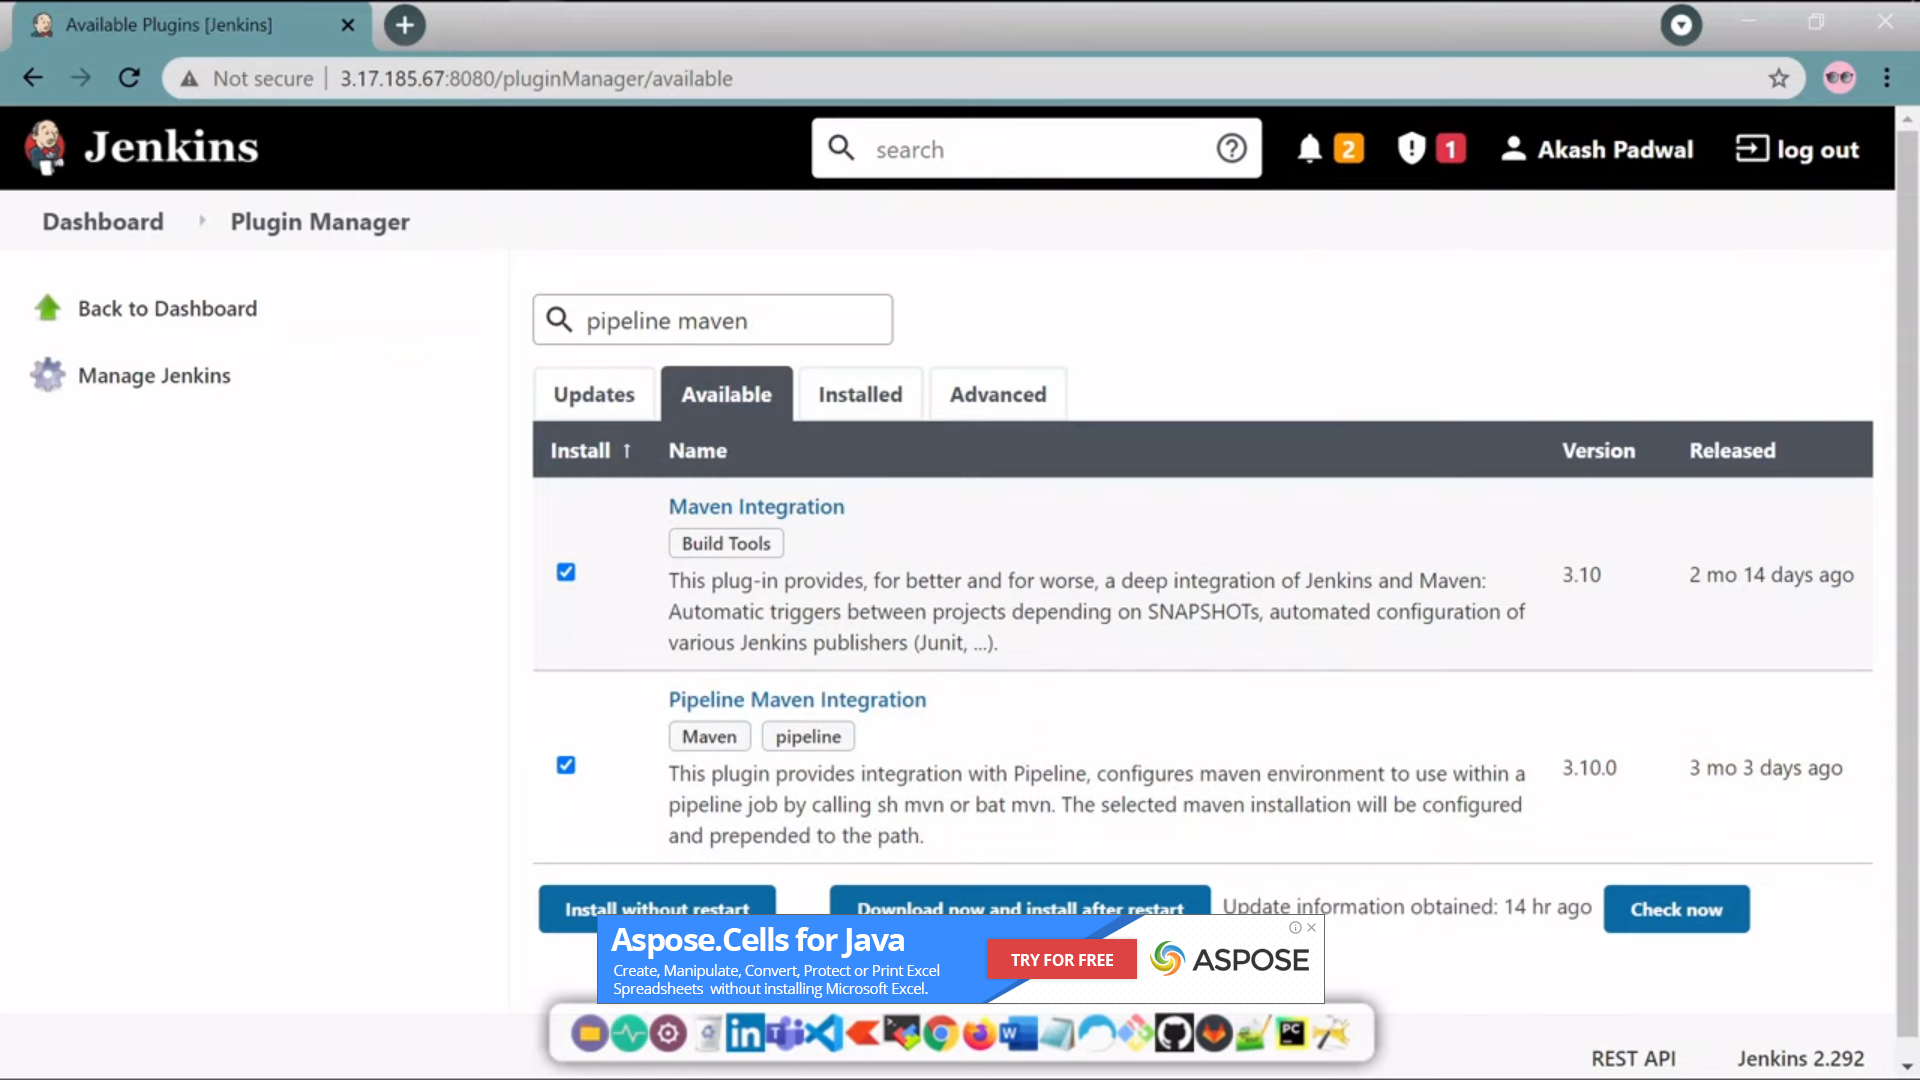 Available Plugins [Jenkins]
Not secure
3.17.185.67:8080/pluginManager/available
Jenkins
search
2
1
Akash Padwal
log out
Dashboard
Plugin Manager
Back to Dashboard
Manage Jenkins
pipeline maven
Updates
Available
Installed
Advanced
Install ↑
Name
Version
Released
Maven Integration
Build Tools
This plug-in provides, for better and for worse, a deep integration of Jenkins and Maven:
Automatic triggers between projects depending on SNAPSHOTs, automated configuration of
various Jenkins publishers (Junit, ...).
3.10
2 mo 14 days ago
Pipeline Maven Integration
Maven
pipeline
This plugin provides integration with Pipeline, configures maven environment to use within a
pipeline job by calling sh mvn or bat mvn. The selected maven installation will be configured
and prepended to the path.
3.10.0
3 mo 3 days ago
Install without restart
Download now and install after restart
Update information obtained: 14 hr ago
Check now
Aspose.Cells for Java
Create, Manipulate, Convert, Protect or Print Excel
Spreadsheets without installing Microsoft Excel.
TRY FOR FREE
ASPOSE
in
W
PC
REST API
Jenkins 2.292